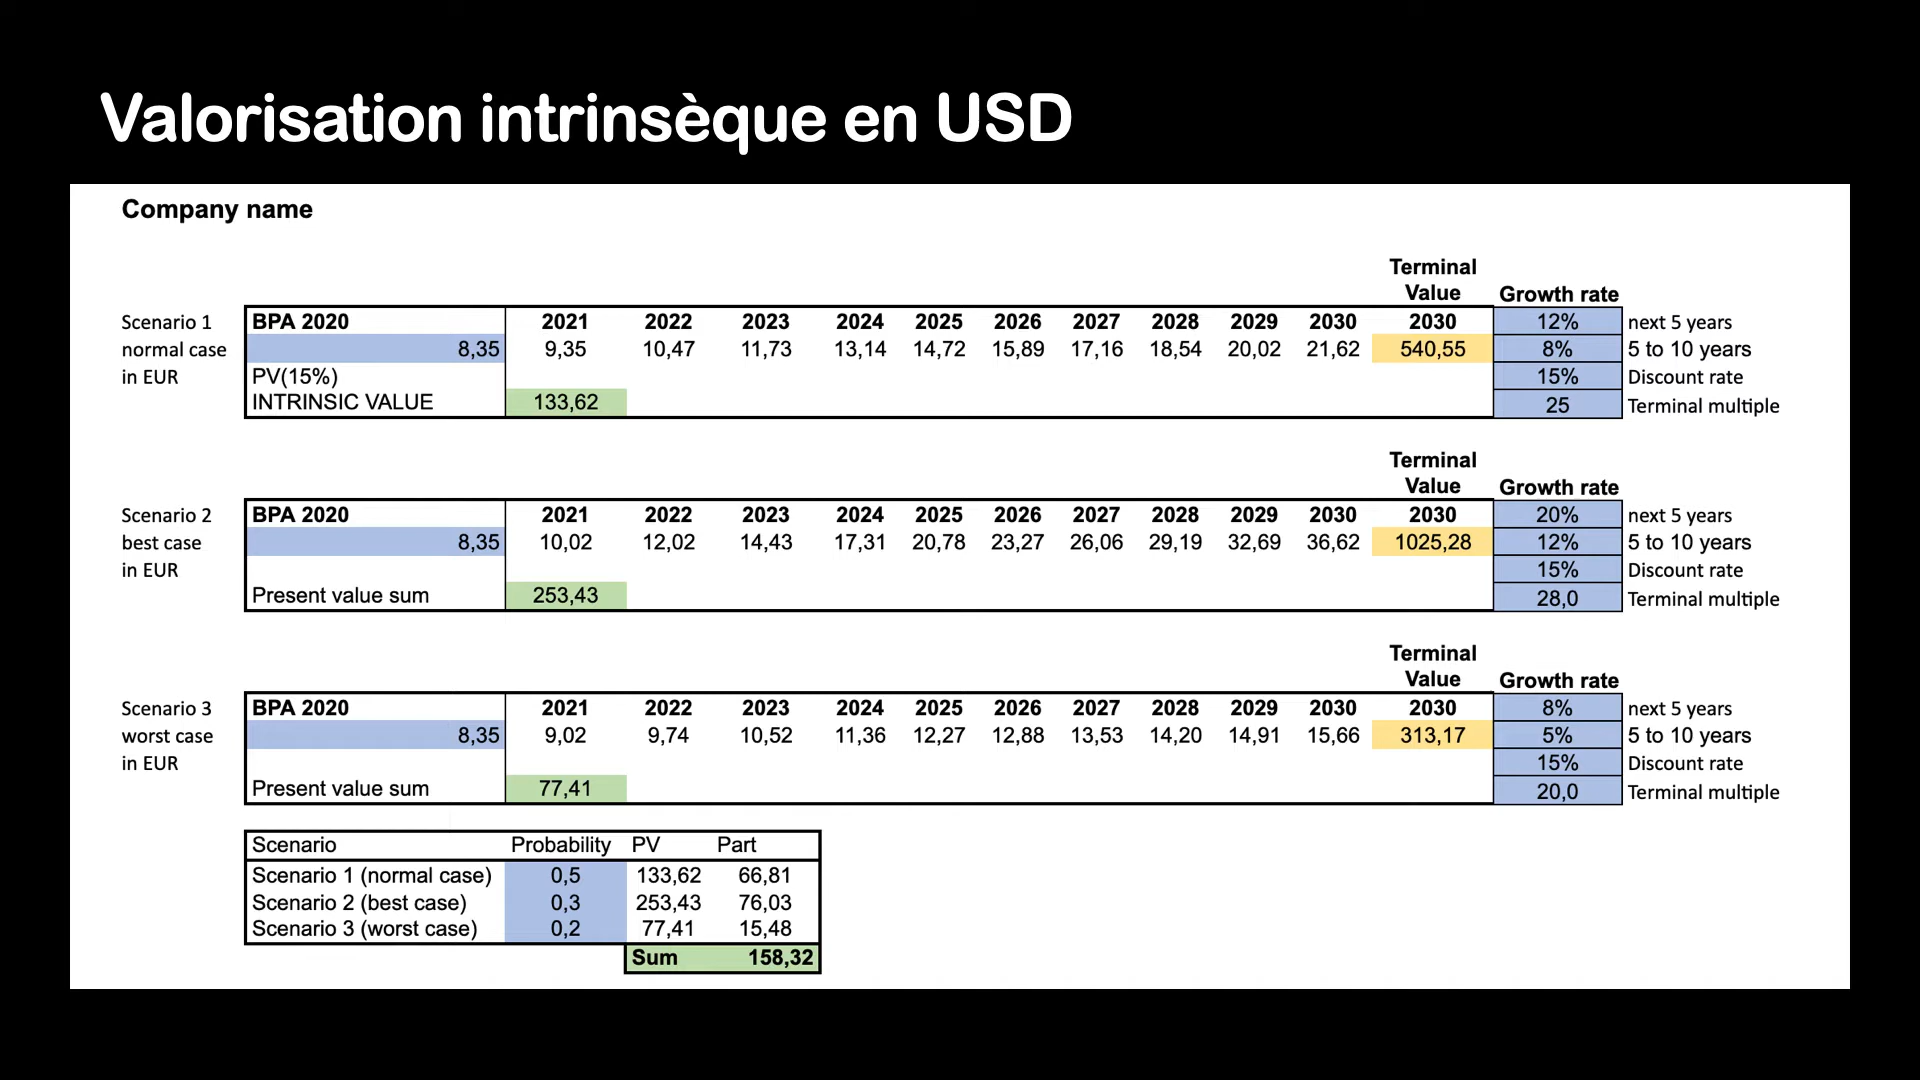 Valorisation intrinsèque en USD
Company name
Terminal
Value Growth rate
Scenario 1 BPA 2020 2021 2022 2023 2024 2025 2026 2027 2028 2029 2030 2030 12% next 5 years
normal case 8,35 9,35 10,47 11,73 13,14 14,72 15,89 17,16 18,54 20,02 21,62 540,55 8% 5 to 10 years
in EUR PV(15%) 15% Discount rate
INTRINSIC VALUE 133,62 25 Terminal multiple
Terminal
Value Growth rate
Scenario 2 BPA 2020 2021 2022 2023 2024 2025 2026 2027 2028 2029 2030 2030 20% next 5 years
best case 8,35 10,02 12,02 14,43 17,31 20,78 23,27 26,06 29,19 32,69 36,62 1025,28 12% 5 to 10 years
in EUR 15% Discount rate
Present value sum 253,43 28,0 Terminal multiple
Terminal
Value Growth rate
Scenario 3 BPA 2020 2021 2022 2023 2024 2025 2026 2027 2028 2029 2030 2030 8% next 5 years
worst case 8,35 9,02 9,74 10,52 11,36 12,27 12,88 13,53 14,20 14,91 15,66 313,17 5% 5 to 10 years
in EUR 15% Discount rate
Present value sum 77,41 20,0 Terminal multiple
Scenario Probability PV Part
Scenario 1 (normal case) 0,5 133,62 66,81
Scenario 2 (best case) 0,3 253,43 76,03
Scenario 3 (worst case) 0,2 77,41 15,48
Sum 158,32